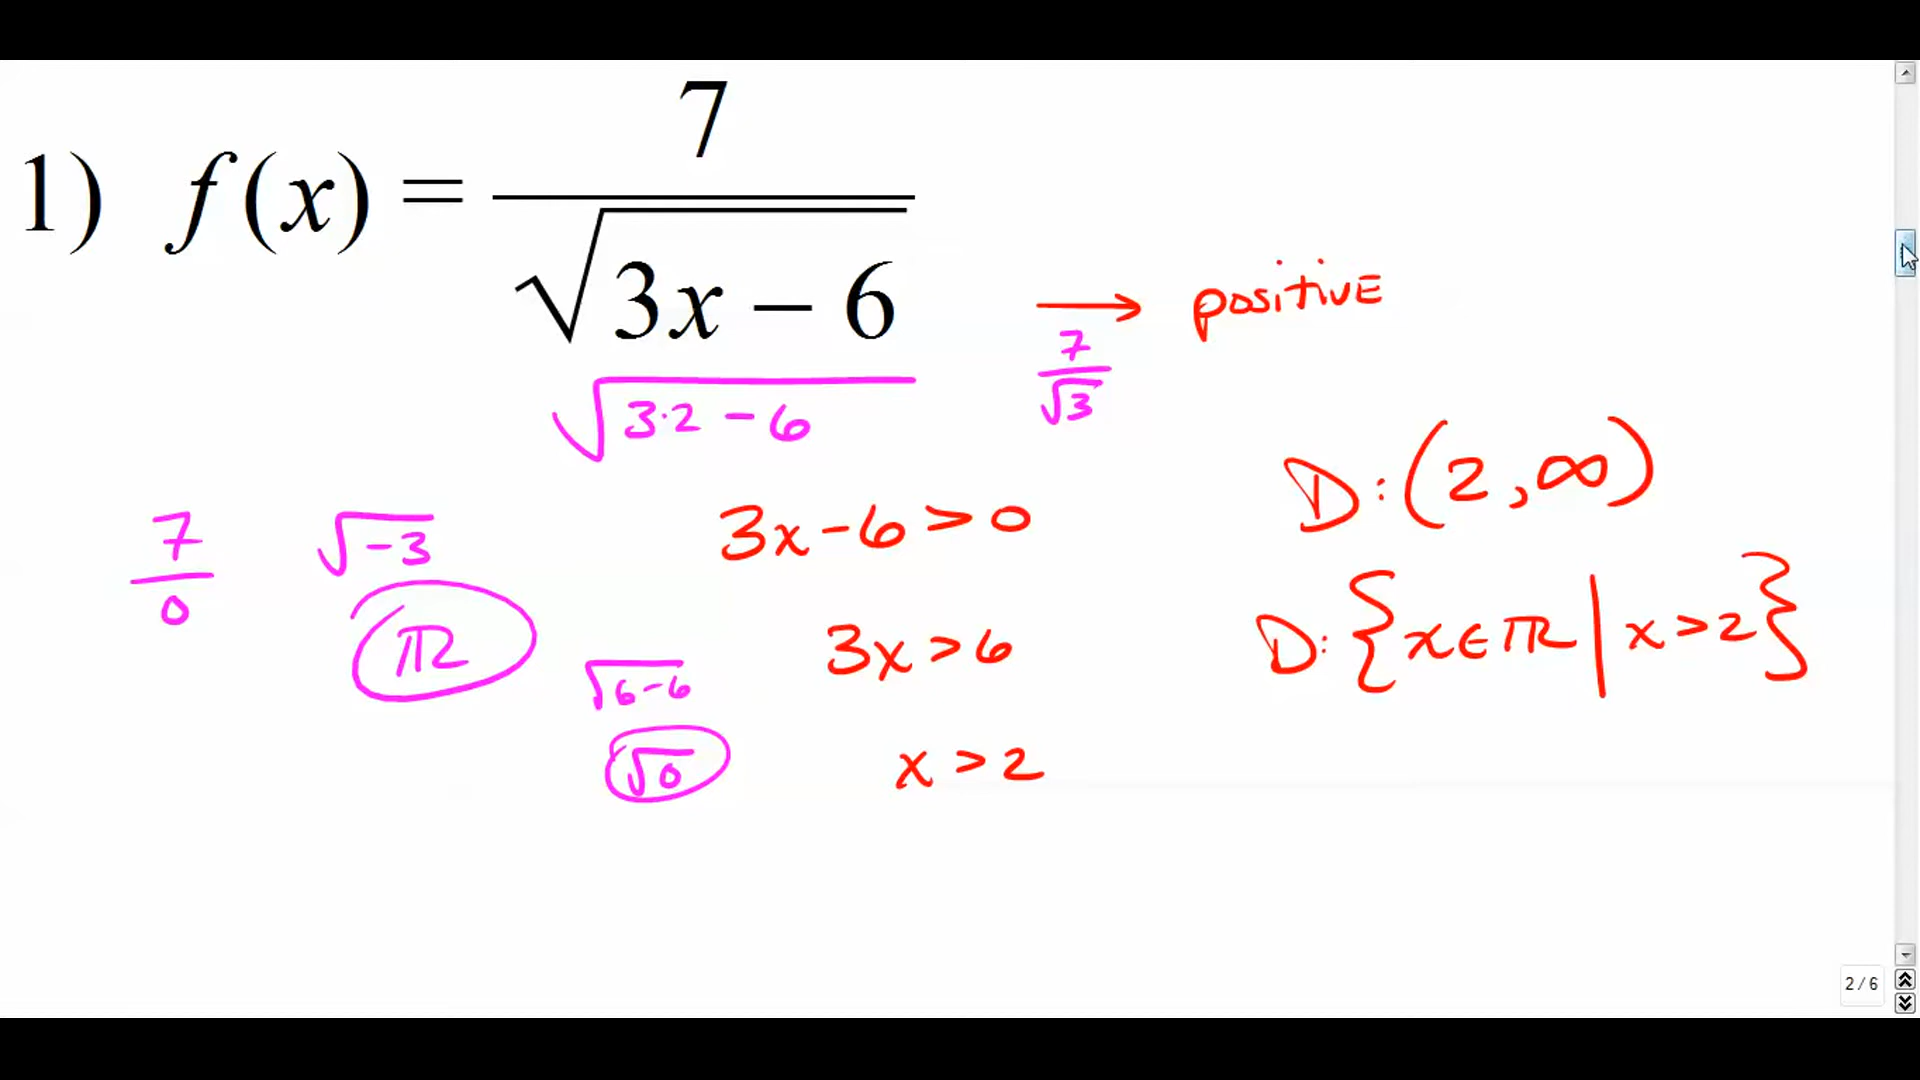 1) f(x) = 7 / √(3x − 6)
→ positive
7/√3
√(3·2 − 6)
D: (2, ∞)
7/0
√−3
3x − 6 > 0
ℝ
D: {x ∈ ℝ | x > 2}
√6−6
3x > 6
√0
x > 2
2 / 6